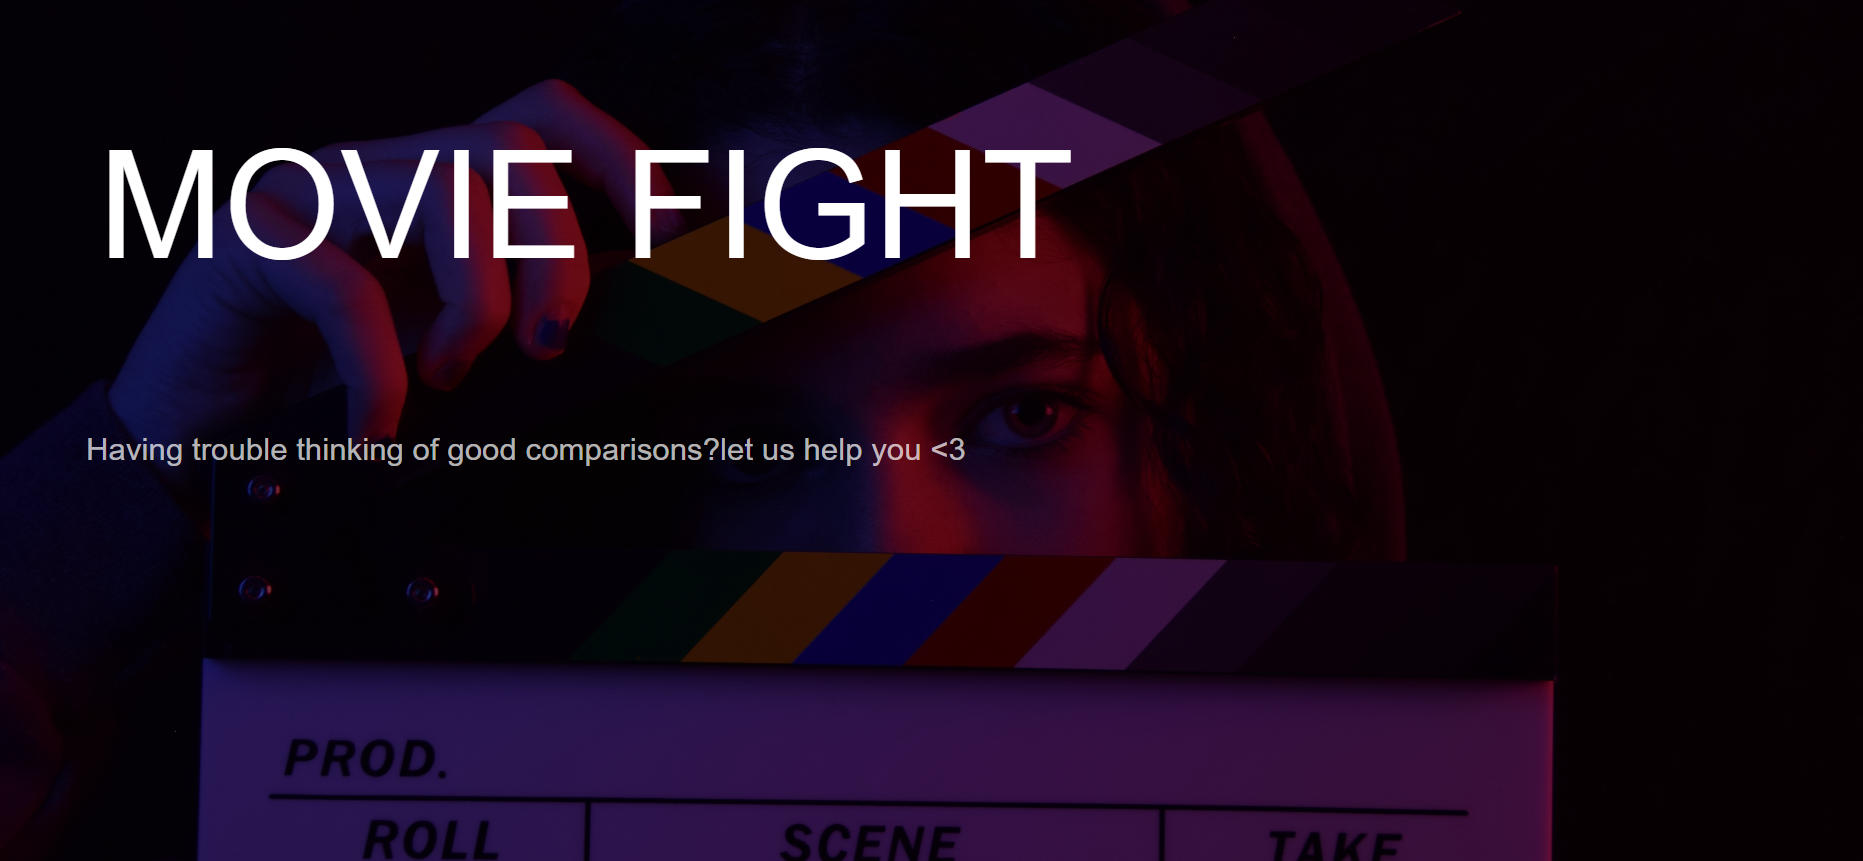 MOVIE FIGHT
Having trouble thinking of good comparisons?let us help you <3
PROD.
ROLL SCENE TAKE